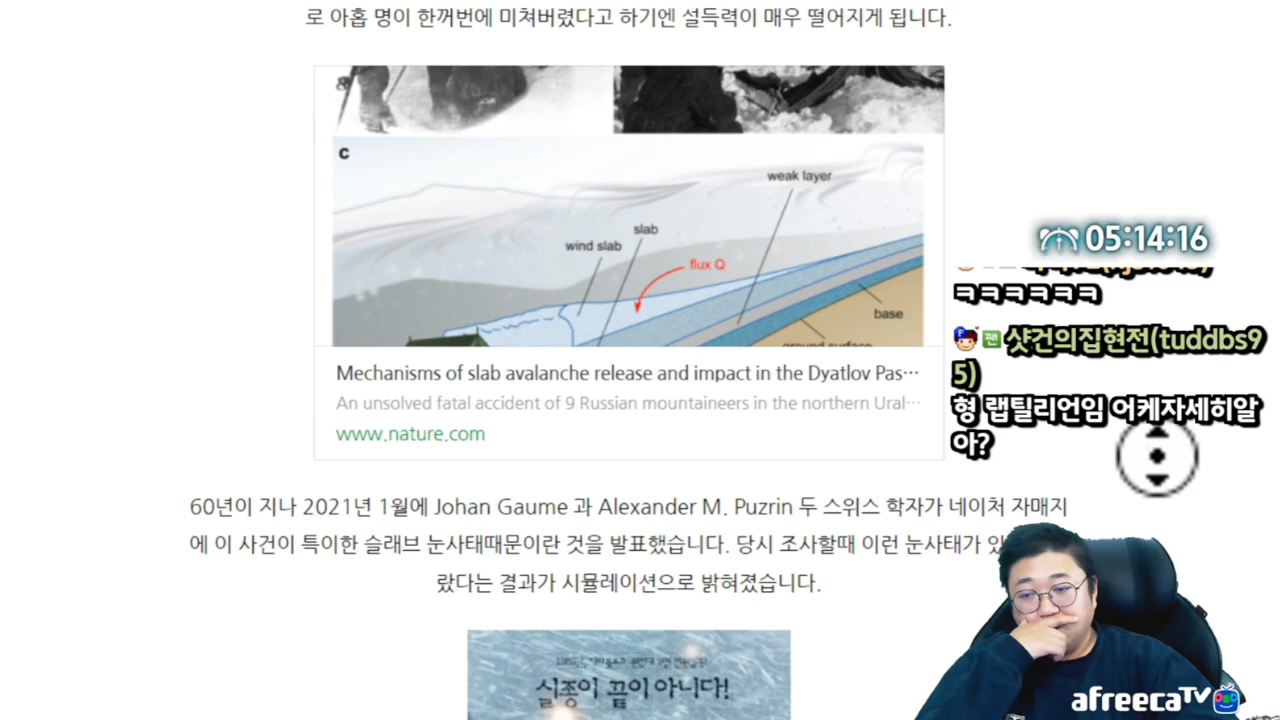 로 아홉 명이 한꺼번에 미쳐버렸다고 하기엔 설득력이 매우 떨어지게 됩니다.
c
weak layer
slab
wind slab
flux Q
base
ground surface
Mechanisms of slab avalanche release and impact in the Dyatlov Pas…
An unsolved fatal accident of 9 Russian mountaineers in the northern Ural…
www.nature.com
05:14:16
ㅋㅋㅋㅋㅋㅋ
팬 샷건의집현전(tuddbs9
5)
형 랩틸리언임 어케자세히알
아?
60년이 지나 2021년 1월에 Johan Gaume 과 Alexander M. Puzrin 두 스위스 학자가 네이처 자매지
에 이 사건이 특이한 슬래브 눈사태때문이란 것을 발표했습니다. 당시 조사할때 이런 눈사태가 있
랐다는 결과가 시뮬레이션으로 밝혀졌습니다.
실종이 끝이 아니다!
afreecaTV